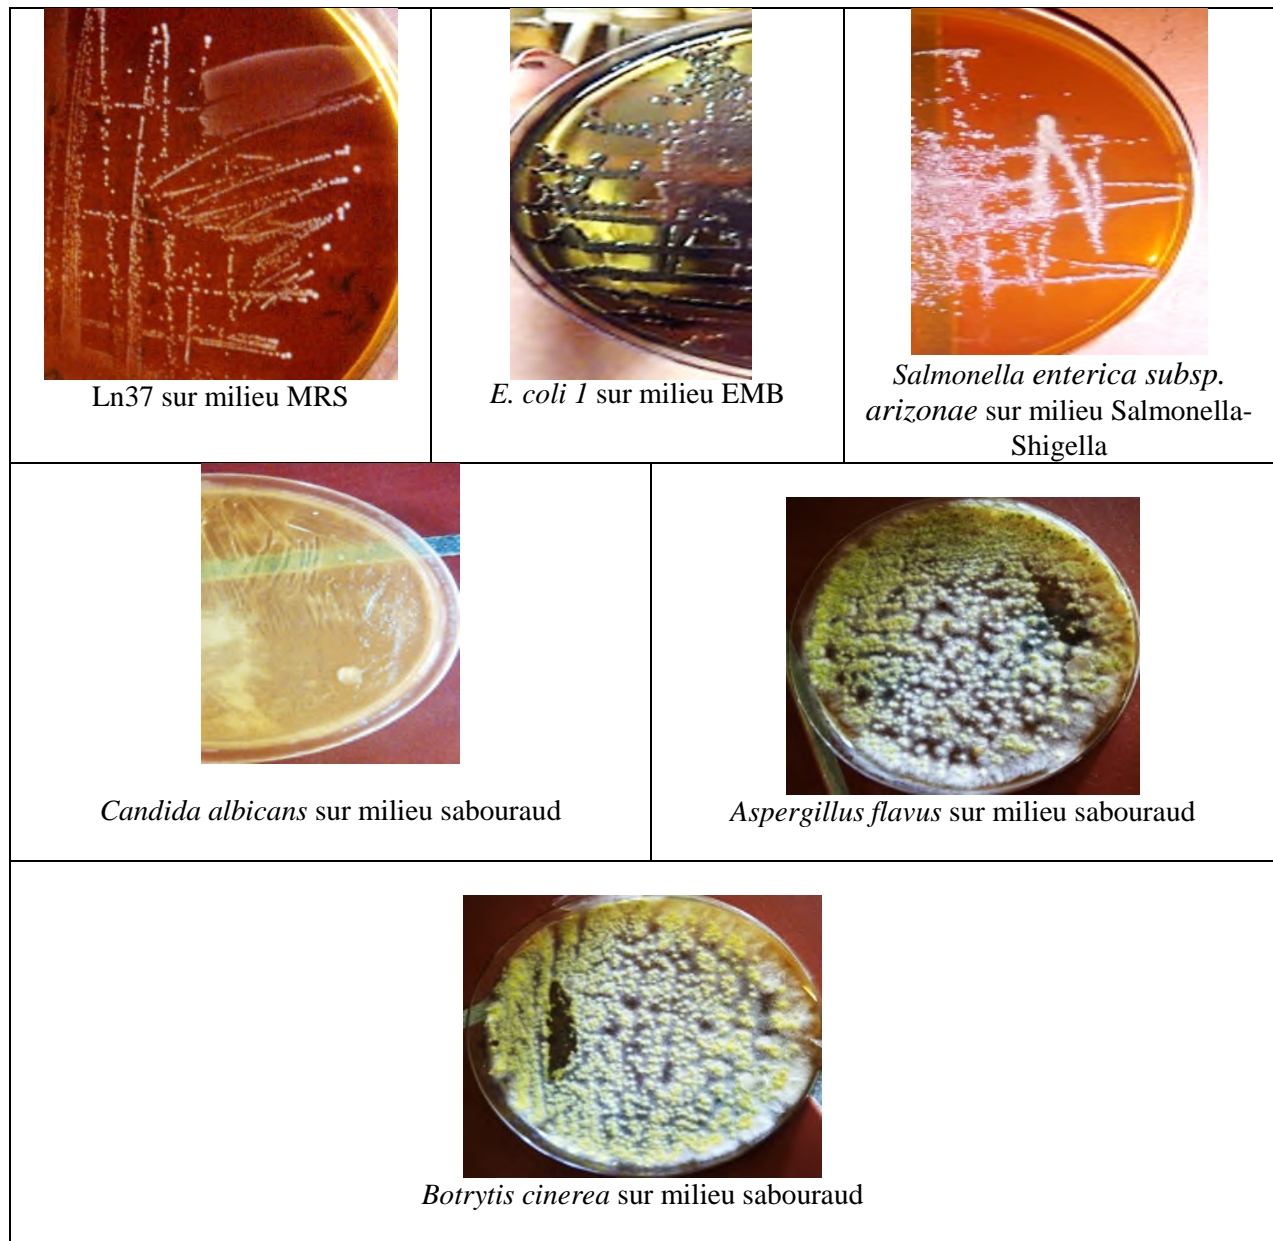 Ln37 sur milieu MRS
E. coli 1 sur milieu EMB
Salmonella enterica subsp.
arizonae sur milieu Salmonella-
Shigella
Candida albicans sur milieu sabouraud
Aspergillus flavus sur milieu sabouraud
Botrytis cinerea sur milieu sabouraud